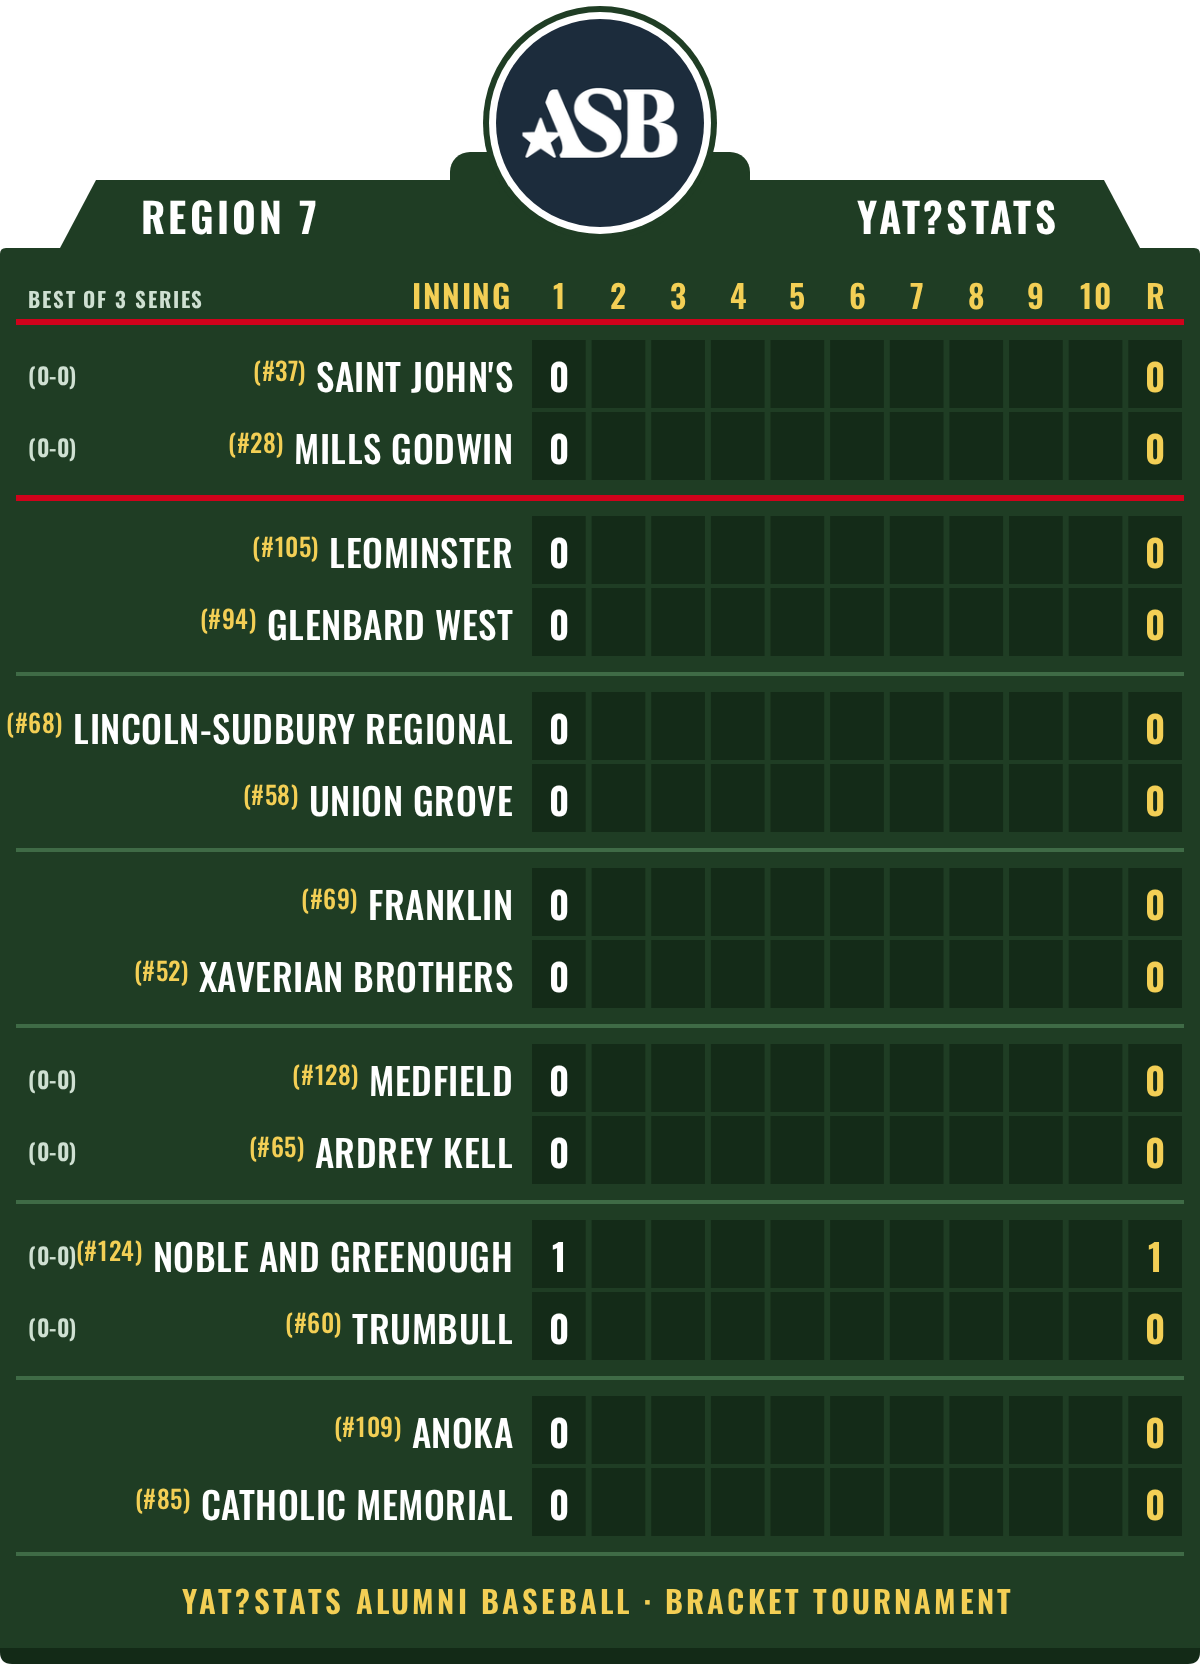 ASB
REGION 7 YAT?STATS
BEST OF 3 SERIES INNING 1 2 3 4 5 6 7 8 9 10 R
(0-0) (#37) SAINT JOHN'S 0 0
(0-0) (#28) MILLS GODWIN 0 0
(#105) LEOMINSTER 0 0
(#94) GLENBARD WEST 0 0
(#68) LINCOLN-SUDBURY REGIONAL 0 0
(#58) UNION GROVE 0 0
(#69) FRANKLIN 0 0
(#52) XAVERIAN BROTHERS 0 0
(0-0) (#128) MEDFIELD 0 0
(0-0) (#65) ARDREY KELL 0 0
(0-0) (#124) NOBLE AND GREENOUGH 1 1
(0-0) (#60) TRUMBULL 0 0
(#109) ANOKA 0 0
(#85) CATHOLIC MEMORIAL 0 0
YAT?STATS ALUMNI BASEBALL · BRACKET TOURNAMENT